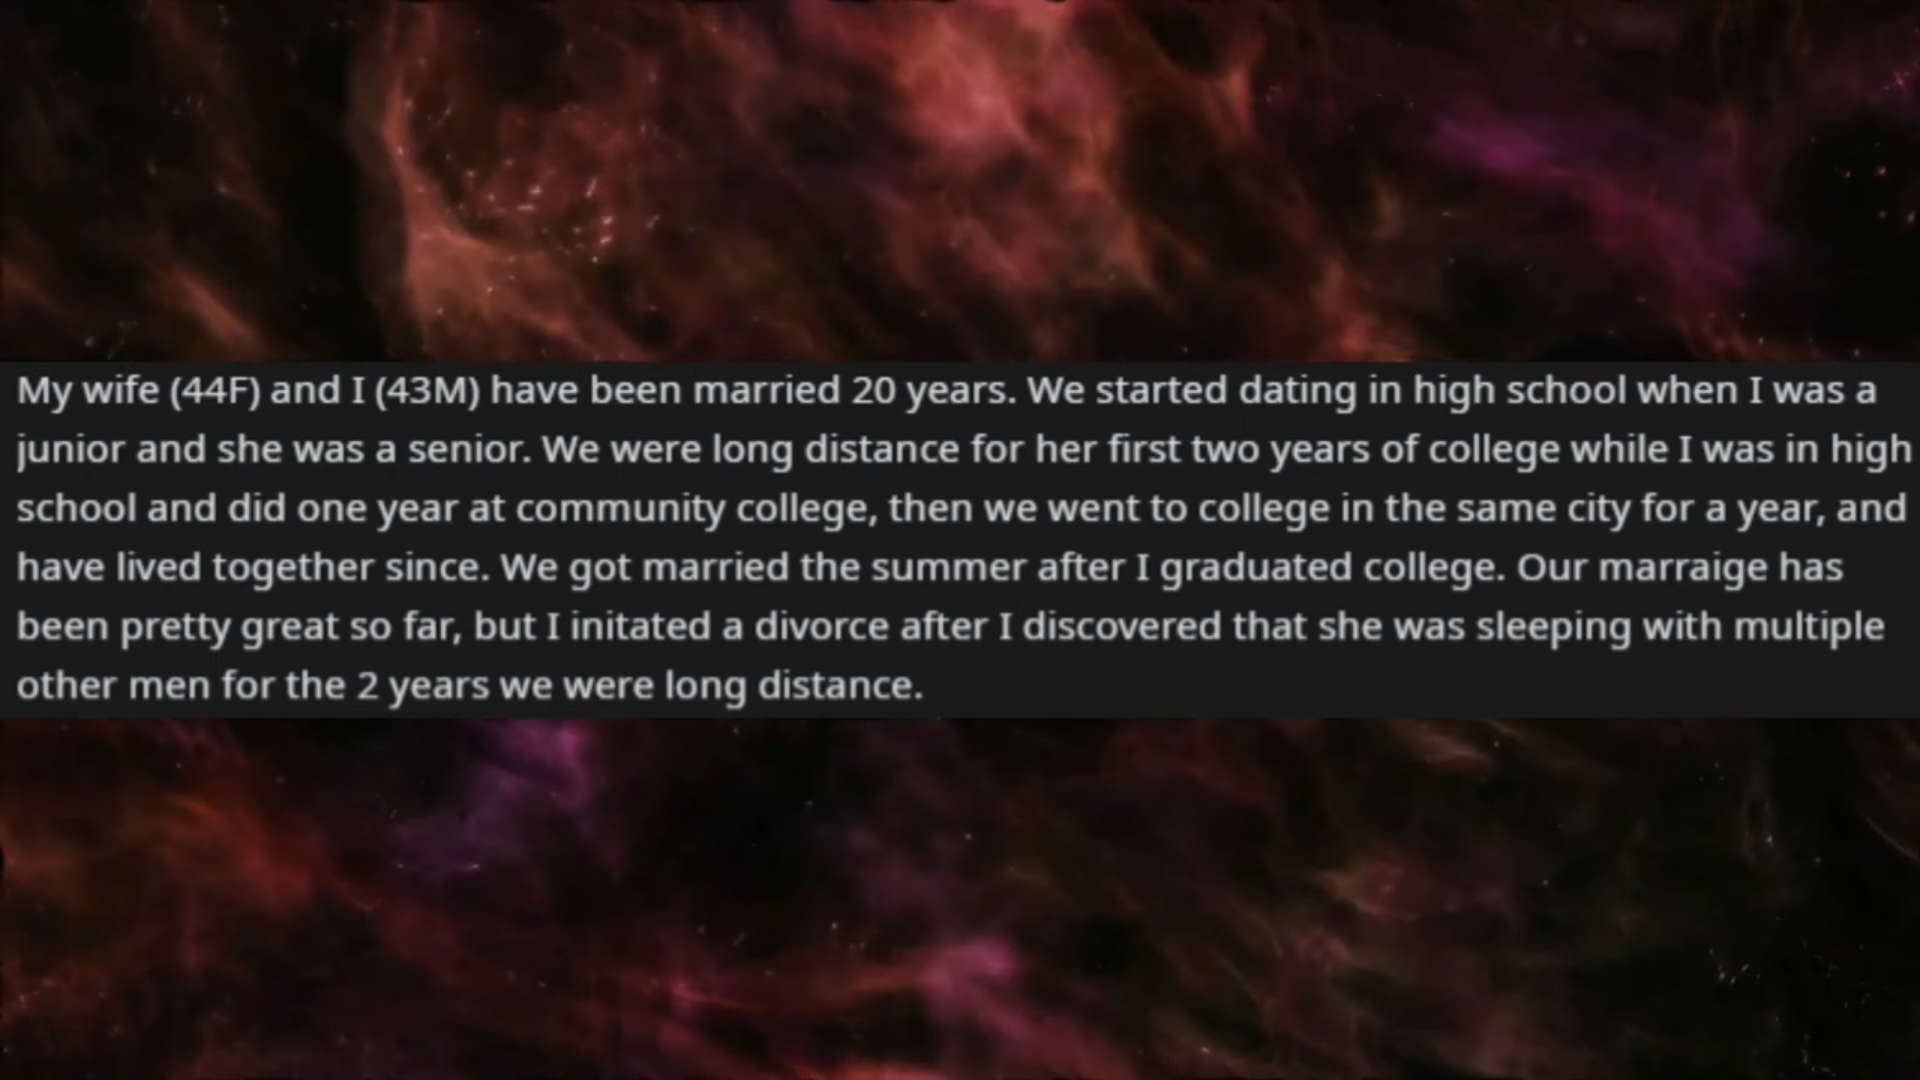 My wife (44F) and I (43M) have been married 20 years. We started dating in high school when I was a
junior and she was a senior. We were long distance for her first two years of college while I was in high
school and did one year at community college, then we went to college in the same city for a year, and
have lived together since. We got married the summer after I graduated college. Our marraige has
been pretty great so far, but I initated a divorce after I discovered that she was sleeping with multiple
other men for the 2 years we were long distance.